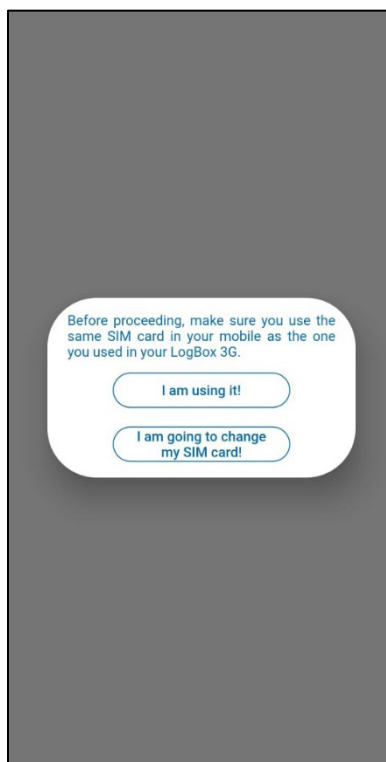 Before proceeding, make sure you use the
same SIM card in your mobile as the one
you used in your LogBox 3G.
I am using it!
I am going to change
my SIM card!